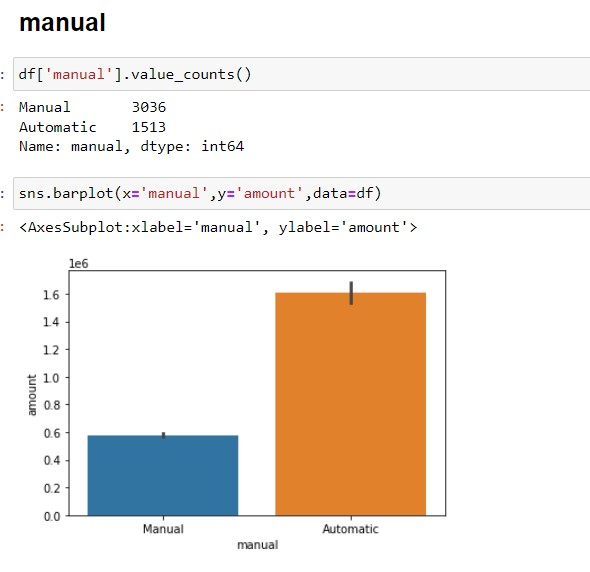 manual
: df['manual'].value_counts()
: Manual       3036
Automatic    1513
Name: manual, dtype: int64
: sns.barplot(x='manual',y='amount',data=df)
: <AxesSubplot:xlabel='manual', ylabel='amount'>
1e6
1.6
1.4
1.2
1.0
0.8
0.6
0.4
0.2
0.0
amount
Manual
Automatic
manual